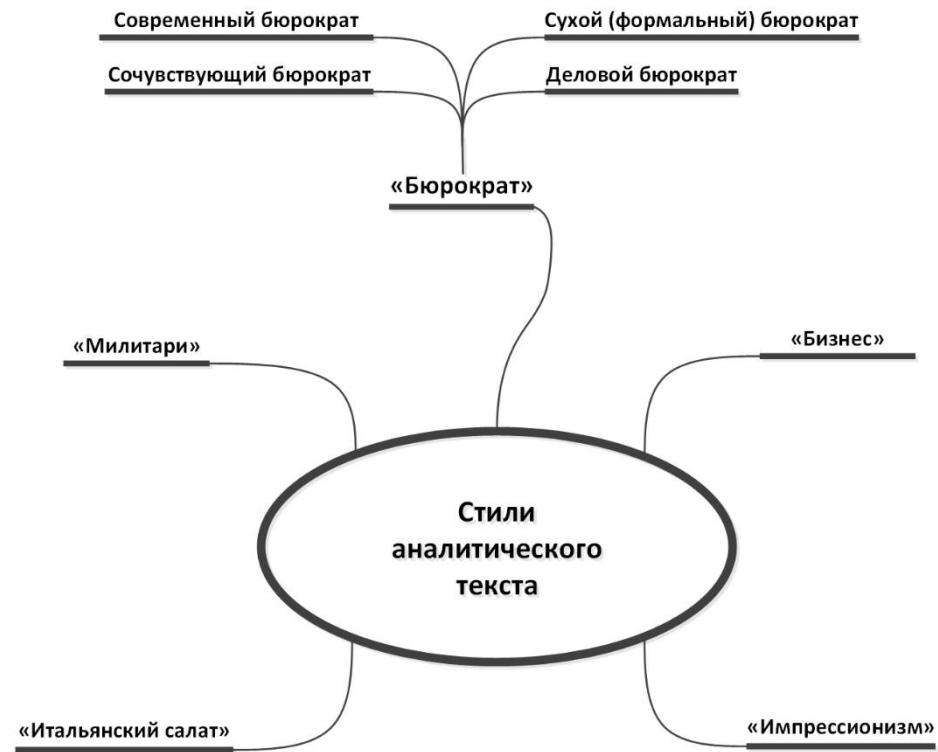 Современный бюрократ
Сухой (формальный) бюрократ
Сочувствующий бюрократ
Деловой бюрократ
«Бюрократ»
«Милитари»
«Бизнес»
Стили
аналитического
текста
«Итальянский салат»
«Импрессионизм»